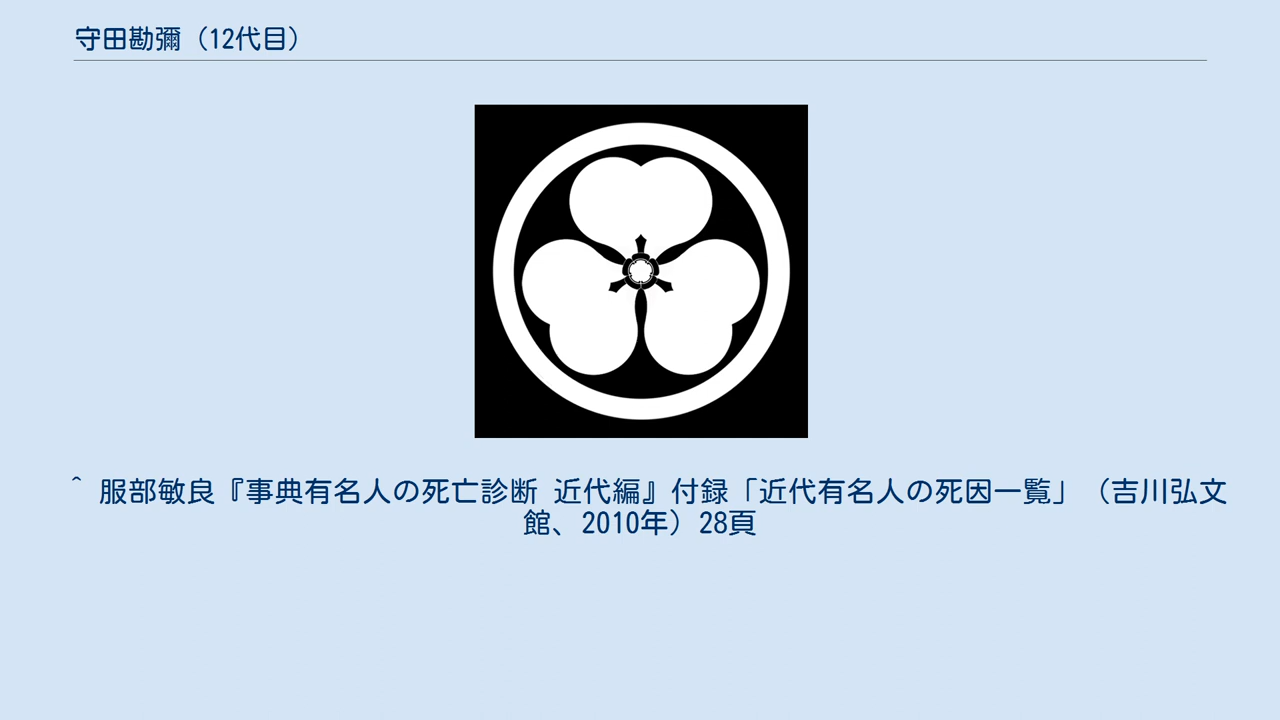 守田勘彌（12代目）
^ 服部敏良『事典有名人の死亡診断 近代編』付録「近代有名人の死因一覧」（吉川弘文
館、2010年）28頁